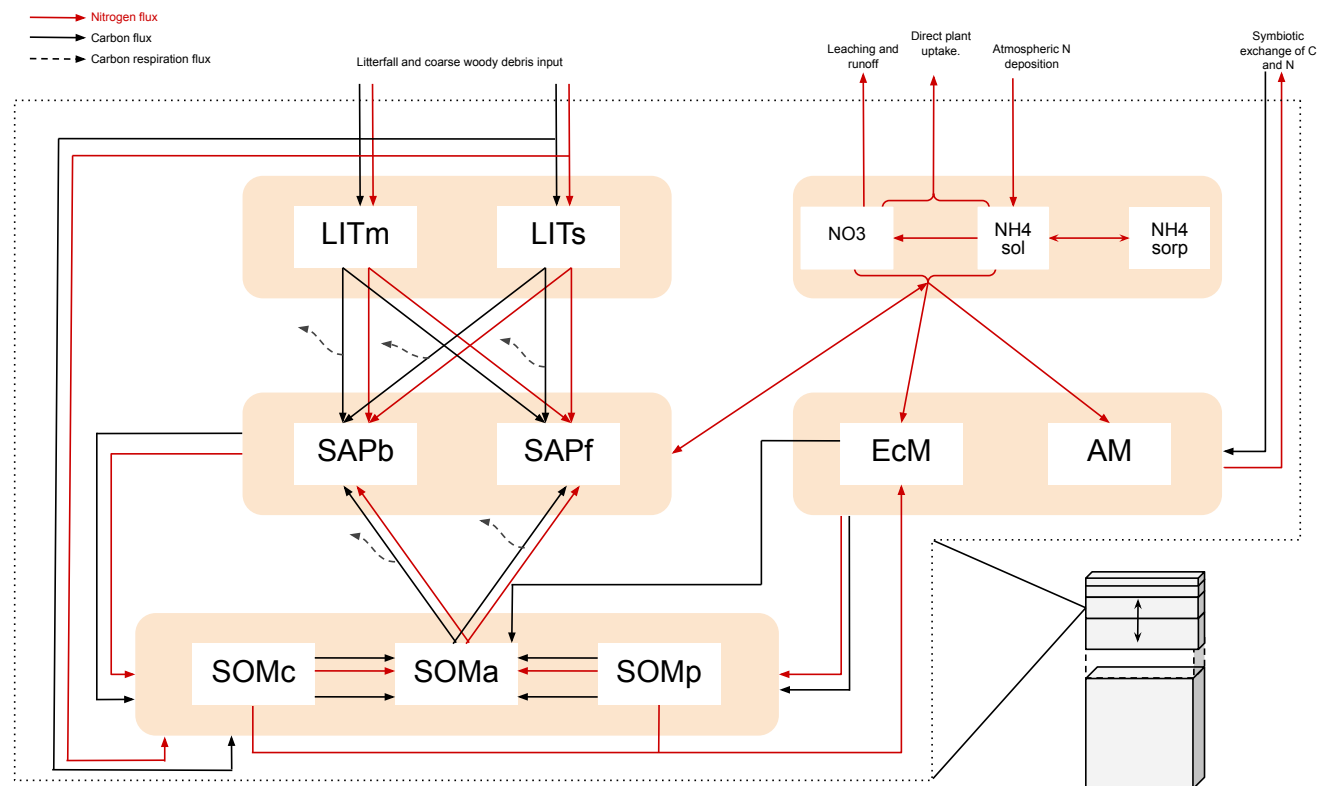 Nitrogen flux
Carbon flux
Carbon respiration flux
Litterfall and coarse woody debris input
Leaching and
runoff
Direct plant
uptake.
Atmospheric N
deposition
Symbiotic
exchange of C
and N
LITm
LITs
NO3
NH4
sol
NH4
sorp
SAPb
SAPf
EcM
AM
SOMc
SOMa
SOMp